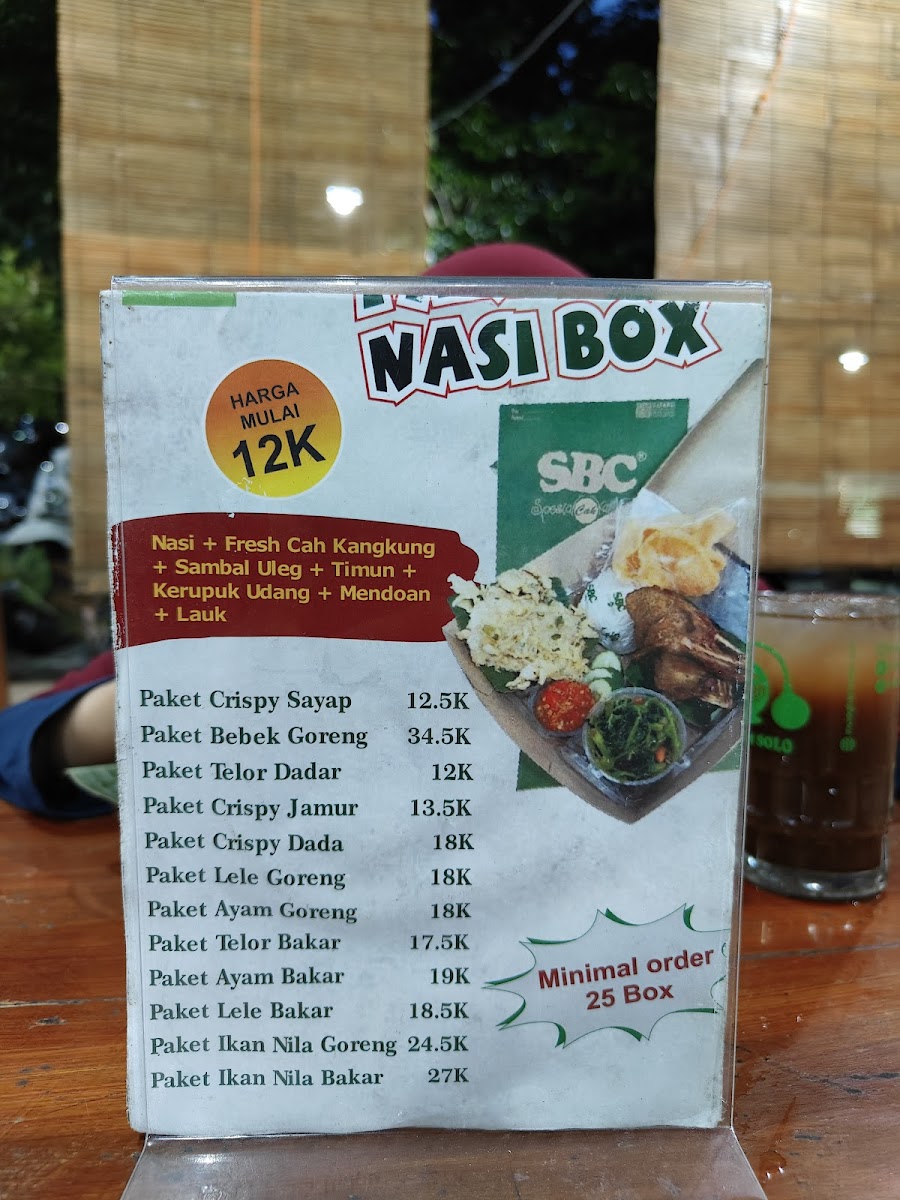 NASI BOX
HARGA
MULAI
12K
SBC®
Nasi + Fresh Cah Kangkung
+ Sambal Uleg + Timun +
Kerupuk Udang + Mendoan
+ Lauk
Paket Crispy Sayap 12.5K
Paket Bebek Goreng 34.5K
Paket Telor Dadar 12K
Paket Crispy Jamur 13.5K
Paket Crispy Dada 18K
Paket Lele Goreng 18K
Paket Ayam Goreng 18K
Paket Telor Bakar 17.5K
Paket Ayam Bakar 19K
Paket Lele Bakar 18.5K
Paket Ikan Nila Goreng 24.5K
Paket Ikan Nila Bakar 27K
Minimal order
25 Box
SOLO